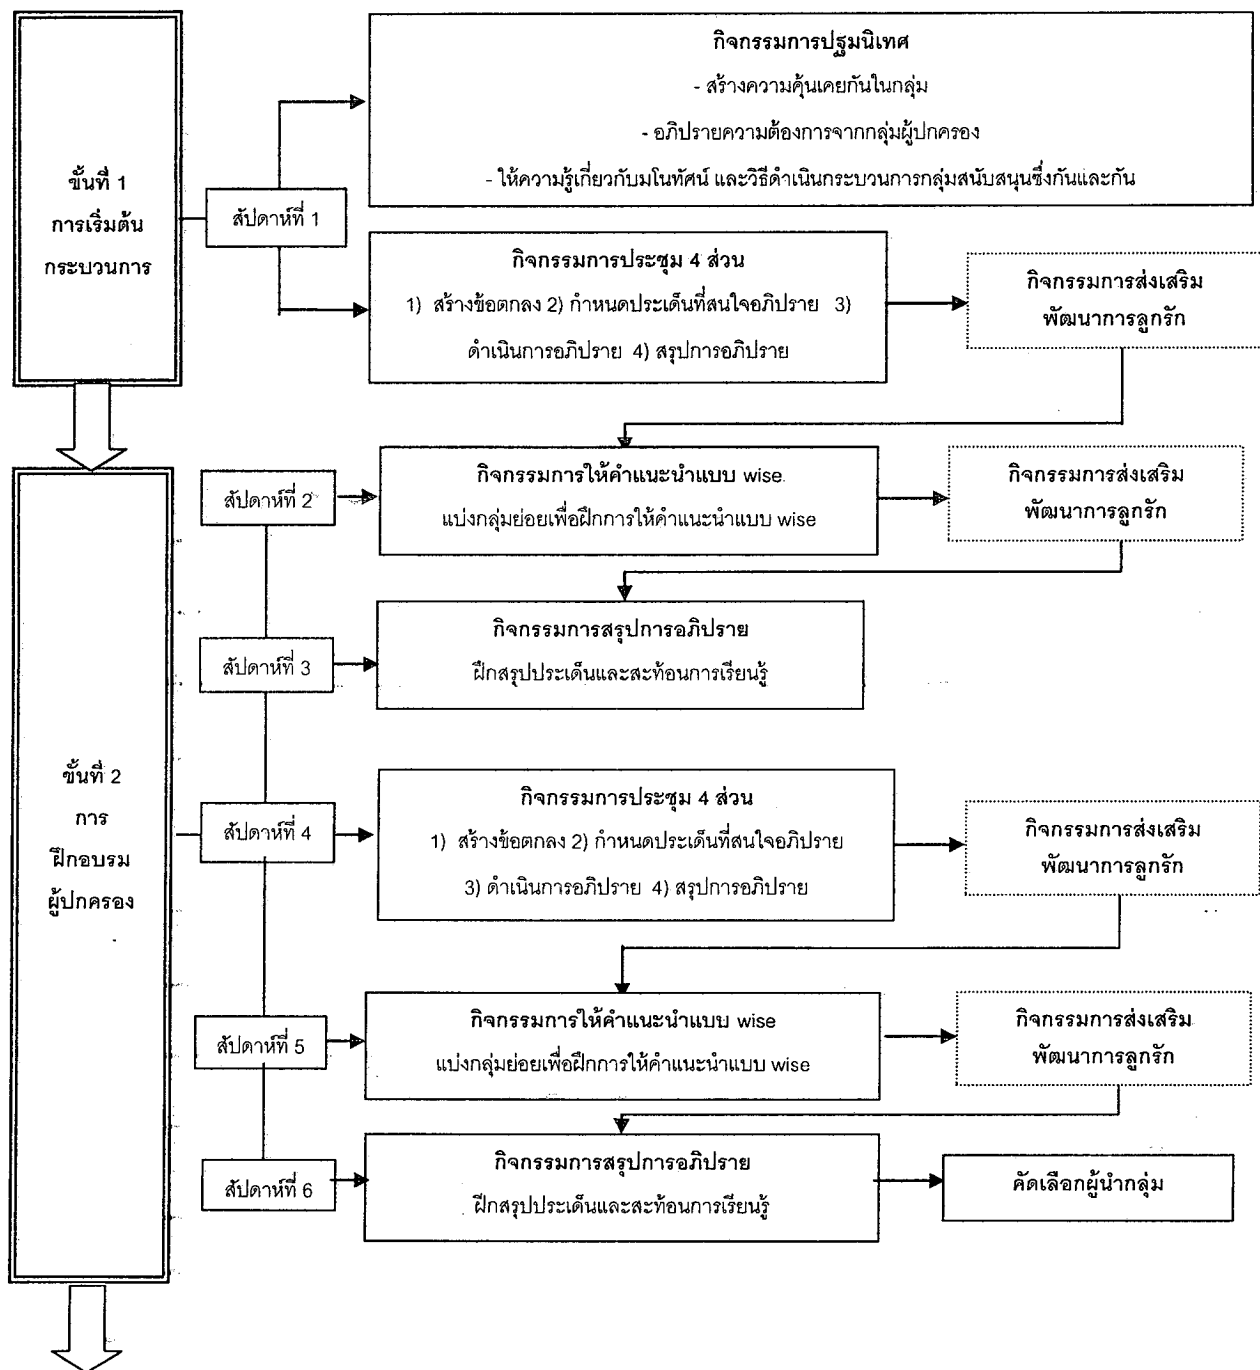 ขั้นที่ 1
การเริ่มต้น
กระบวนการ
สัปดาห์ที่ 1
กิจกรรมการปฐมนิเทศ
- สร้างความคุ้นเคยกันในกลุ่ม
- อภิปรายความต้องการจากกลุ่มผู้ปกครอง
- ให้ความรู้เกี่ยวกับมโนทัศน์ และวิธีดำเนินกระบวนการกลุ่มสนับสนุนซึ่งกันและกัน
กิจกรรมการประชุม 4 ส่วน
1) สร้างข้อตกลง 2) กำหนดประเด็นที่สนใจอภิปราย 3)
ดำเนินการอภิปราย 4) สรุปการอภิปราย
กิจกรรมการส่งเสริม
พัฒนาการลูกรัก
ขั้นที่ 2
การ
ฝึกอบรม
ผู้ปกครอง
สัปดาห์ที่ 2
กิจกรรมการให้คำแนะนำแบบ wise
แบ่งกลุ่มย่อยเพื่อฝึกการให้คำแนะนำแบบ wise
กิจกรรมการส่งเสริม
พัฒนาการลูกรัก
สัปดาห์ที่ 3
กิจกรรมการสรุปการอภิปราย
ฝึกสรุปประเด็นและสะท้อนการเรียนรู้
สัปดาห์ที่ 4
กิจกรรมการประชุม 4 ส่วน
1) สร้างข้อตกลง 2) กำหนดประเด็นที่สนใจอภิปราย
3) ดำเนินการอภิปราย 4) สรุปการอภิปราย
กิจกรรมการส่งเสริม
พัฒนาการลูกรัก
สัปดาห์ที่ 5
กิจกรรมการให้คำแนะนำแบบ wise
แบ่งกลุ่มย่อยเพื่อฝึกการให้คำแนะนำแบบ wise
กิจกรรมการส่งเสริม
พัฒนาการลูกรัก
สัปดาห์ที่ 6
กิจกรรมการสรุปการอภิปราย
ฝึกสรุปประเด็นและสะท้อนการเรียนรู้
คัดเลือกผู้นำกลุ่ม